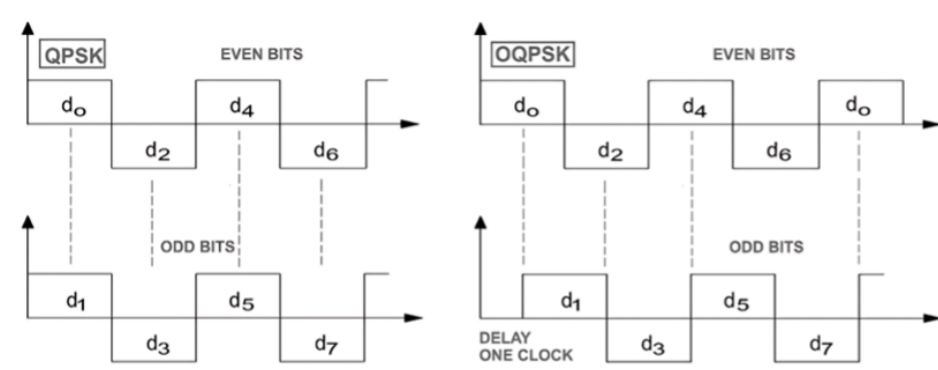 QPSK
EVEN BITS
d0
d4
d2
d6
ODD BITS
d1
d5
d3
d7
OQPSK
EVEN BITS
d0
d4
d0
d2
d6
ODD BITS
d1
d5
DELAY
ONE CLOCK
d3
d7